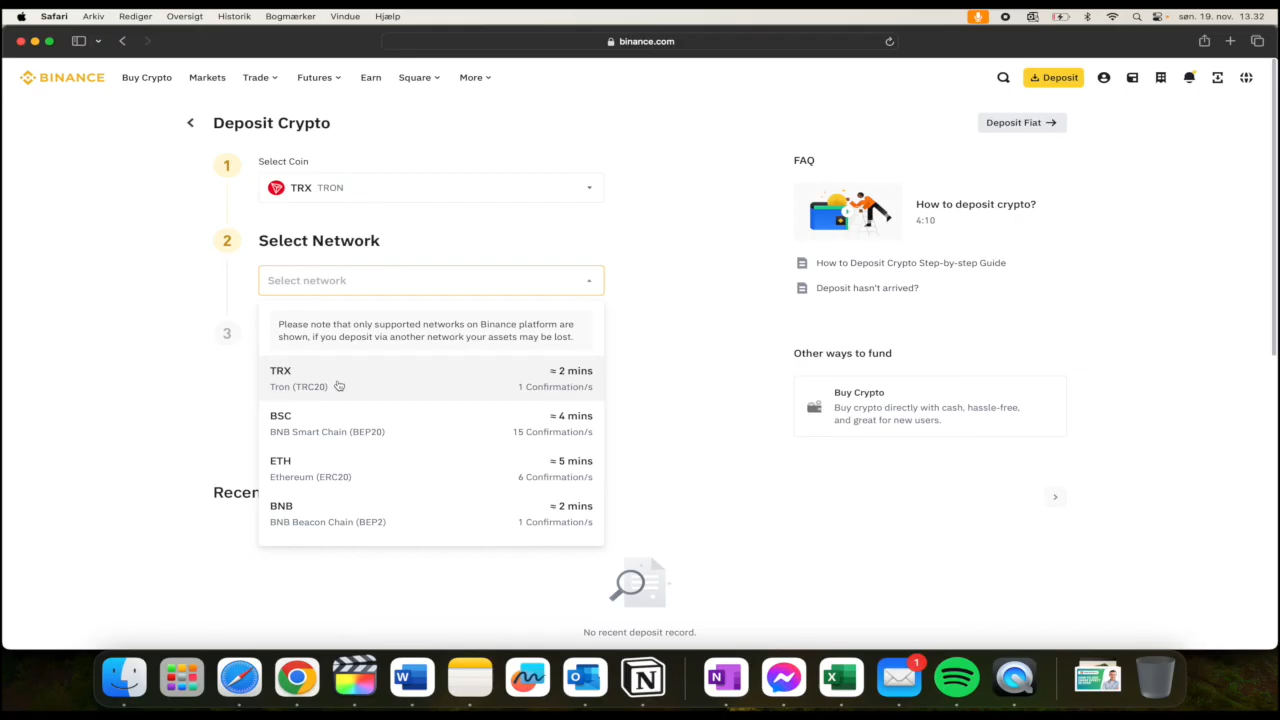 Safari Arkiv Rediger Oversigt Historik Bogmærker Vindue Hjælp søn. 19. nov. 13.32
binance.com
BINANCE Buy Crypto Markets Trade Futures Earn Square More Deposit
Deposit Crypto
Deposit Fiat
1
Select Coin
TRX TRON
2
Select Network
Select network
Please note that only supported networks on Binance platform are
shown, if you deposit via another network your assets may be lost.
3
TRX ≈ 2 mins
Tron (TRC20) 1 Confirmation/s
BSC ≈ 4 mins
BNB Smart Chain (BEP20) 15 Confirmation/s
ETH ≈ 5 mins
Ethereum (ERC20) 6 Confirmation/s
BNB ≈ 2 mins
BNB Beacon Chain (BEP2) 1 Confirmation/s
Recen
No recent deposit record.
FAQ
How to deposit crypto?
4:10
How to Deposit Crypto Step-by-step Guide
Deposit hasn't arrived?
Other ways to fund
Buy Crypto
Buy crypto directly with cash, hassle-free,
and great for new users.
1